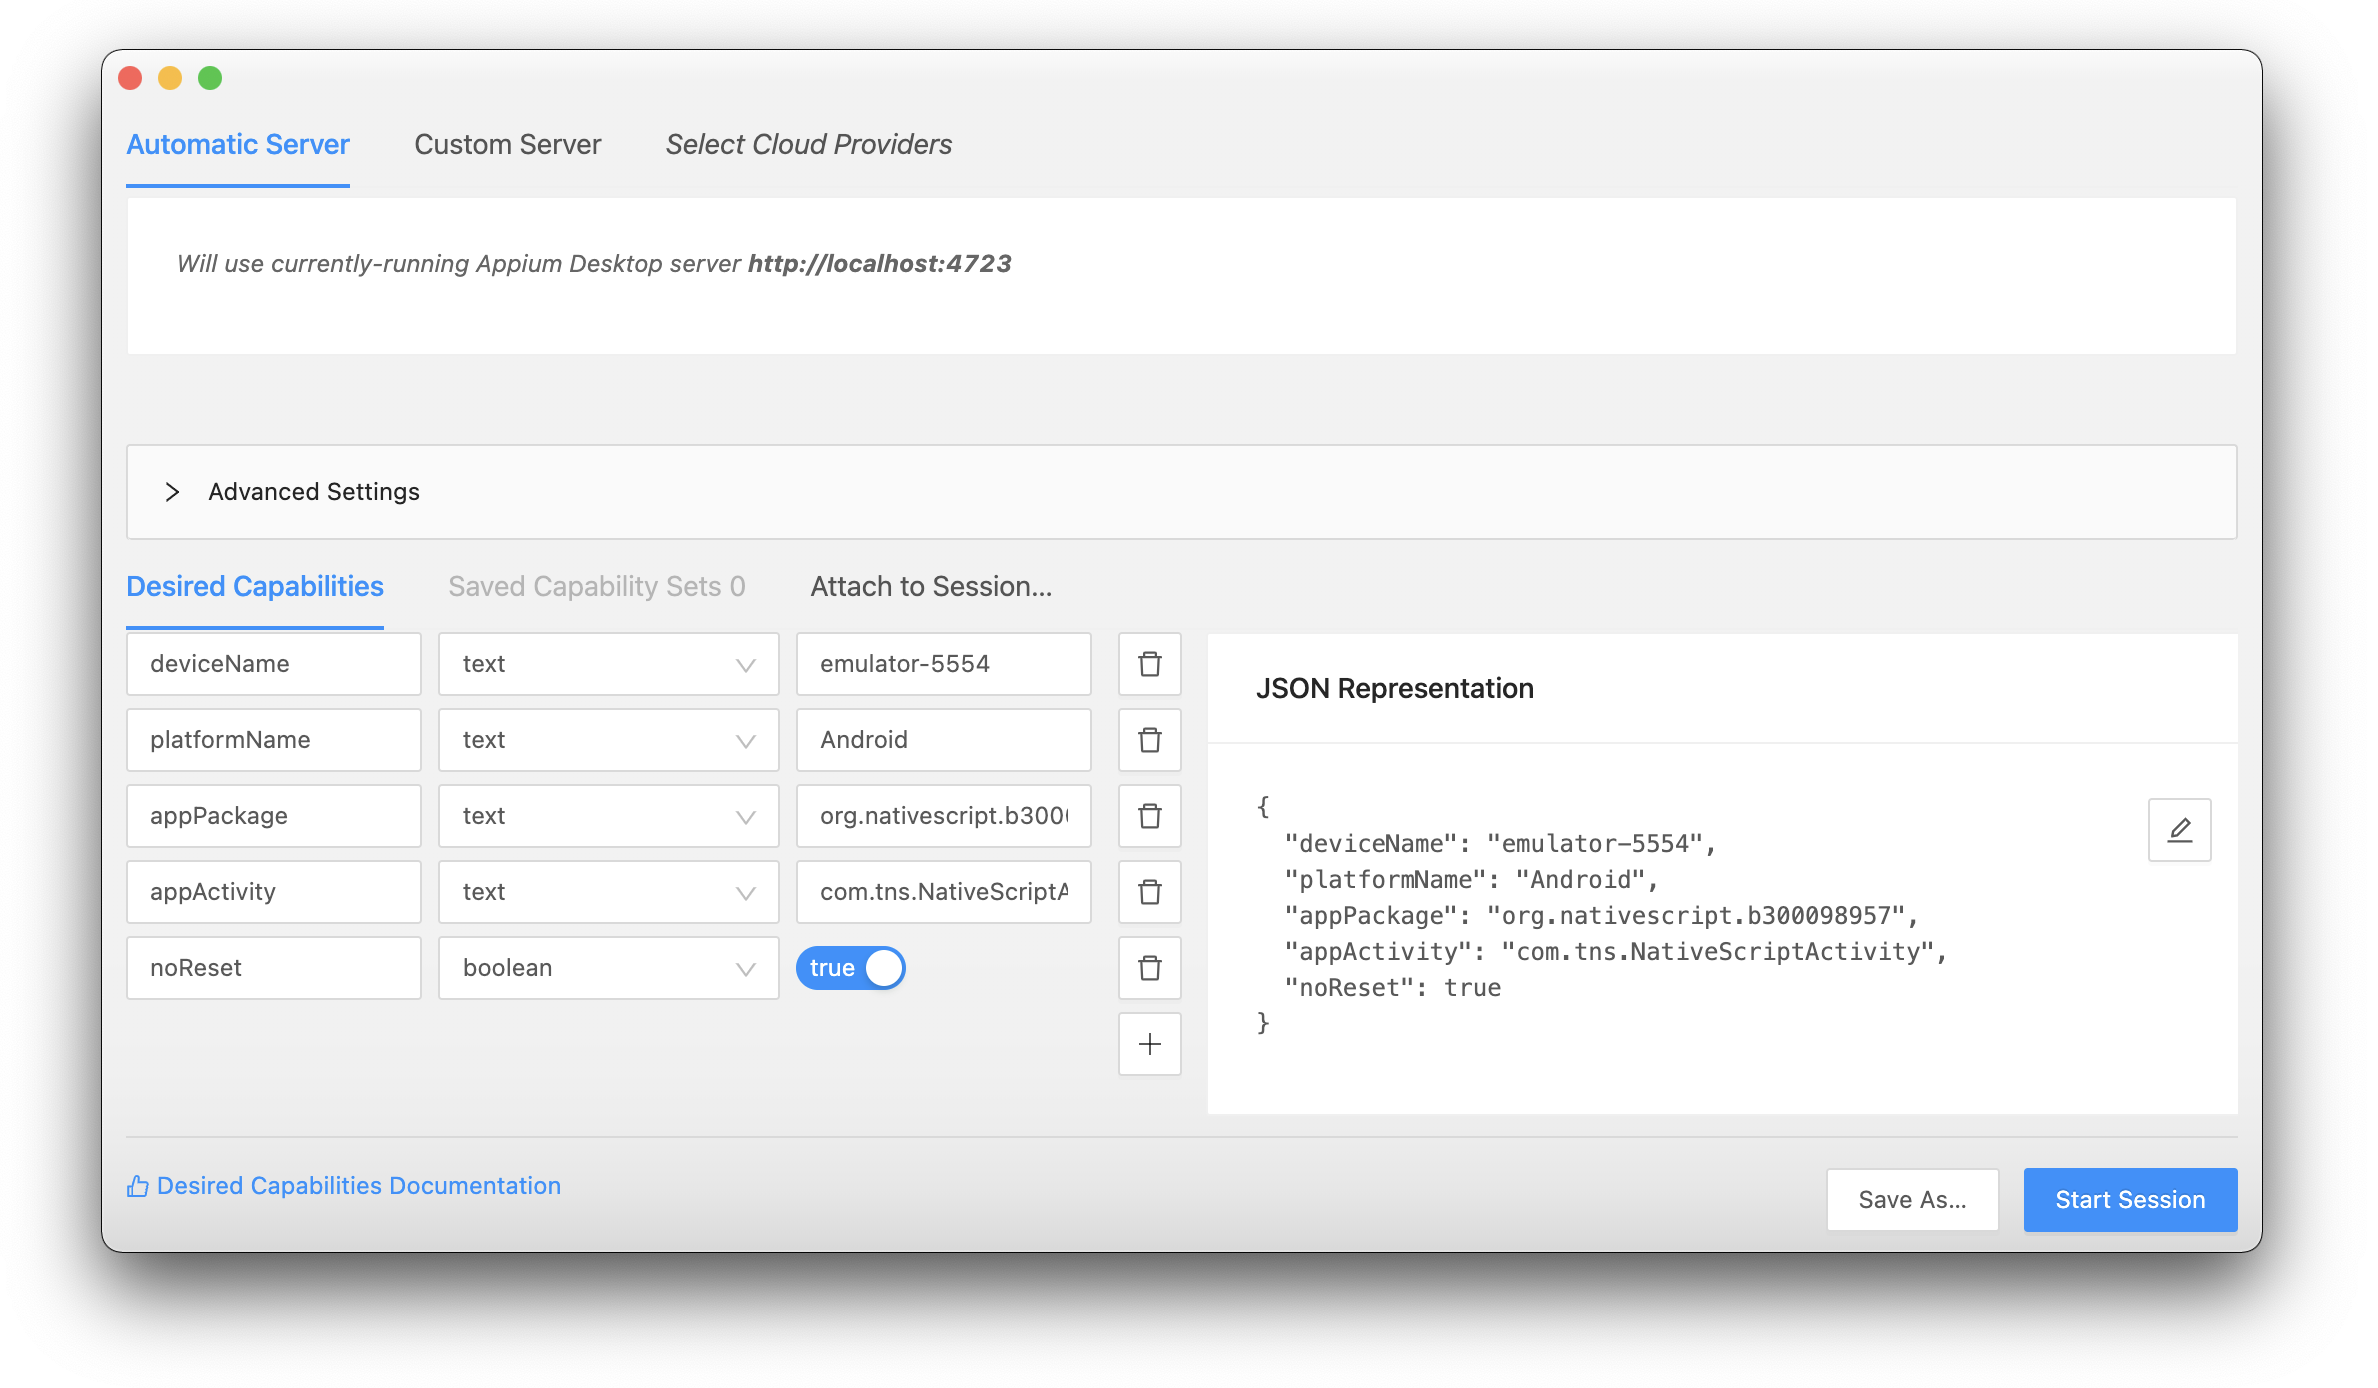 Automatic Server Custom Server Select Cloud Providers
Will use currently-running Appium Desktop server http://localhost:4723
Advanced Settings
Desired Capabilities Saved Capability Sets 0 Attach to Session...
deviceName text emulator-5554
platformName text Android
appPackage text org.nativescript.b300
appActivity text com.tns.NativeScriptA
noReset boolean true
JSON Representation
{
"deviceName": "emulator-5554",
"platformName": "Android",
"appPackage": "org.nativescript.b300098957",
"appActivity": "com.tns.NativeScriptActivity",
"noReset": true
}
Desired Capabilities Documentation
Save As... Start Session